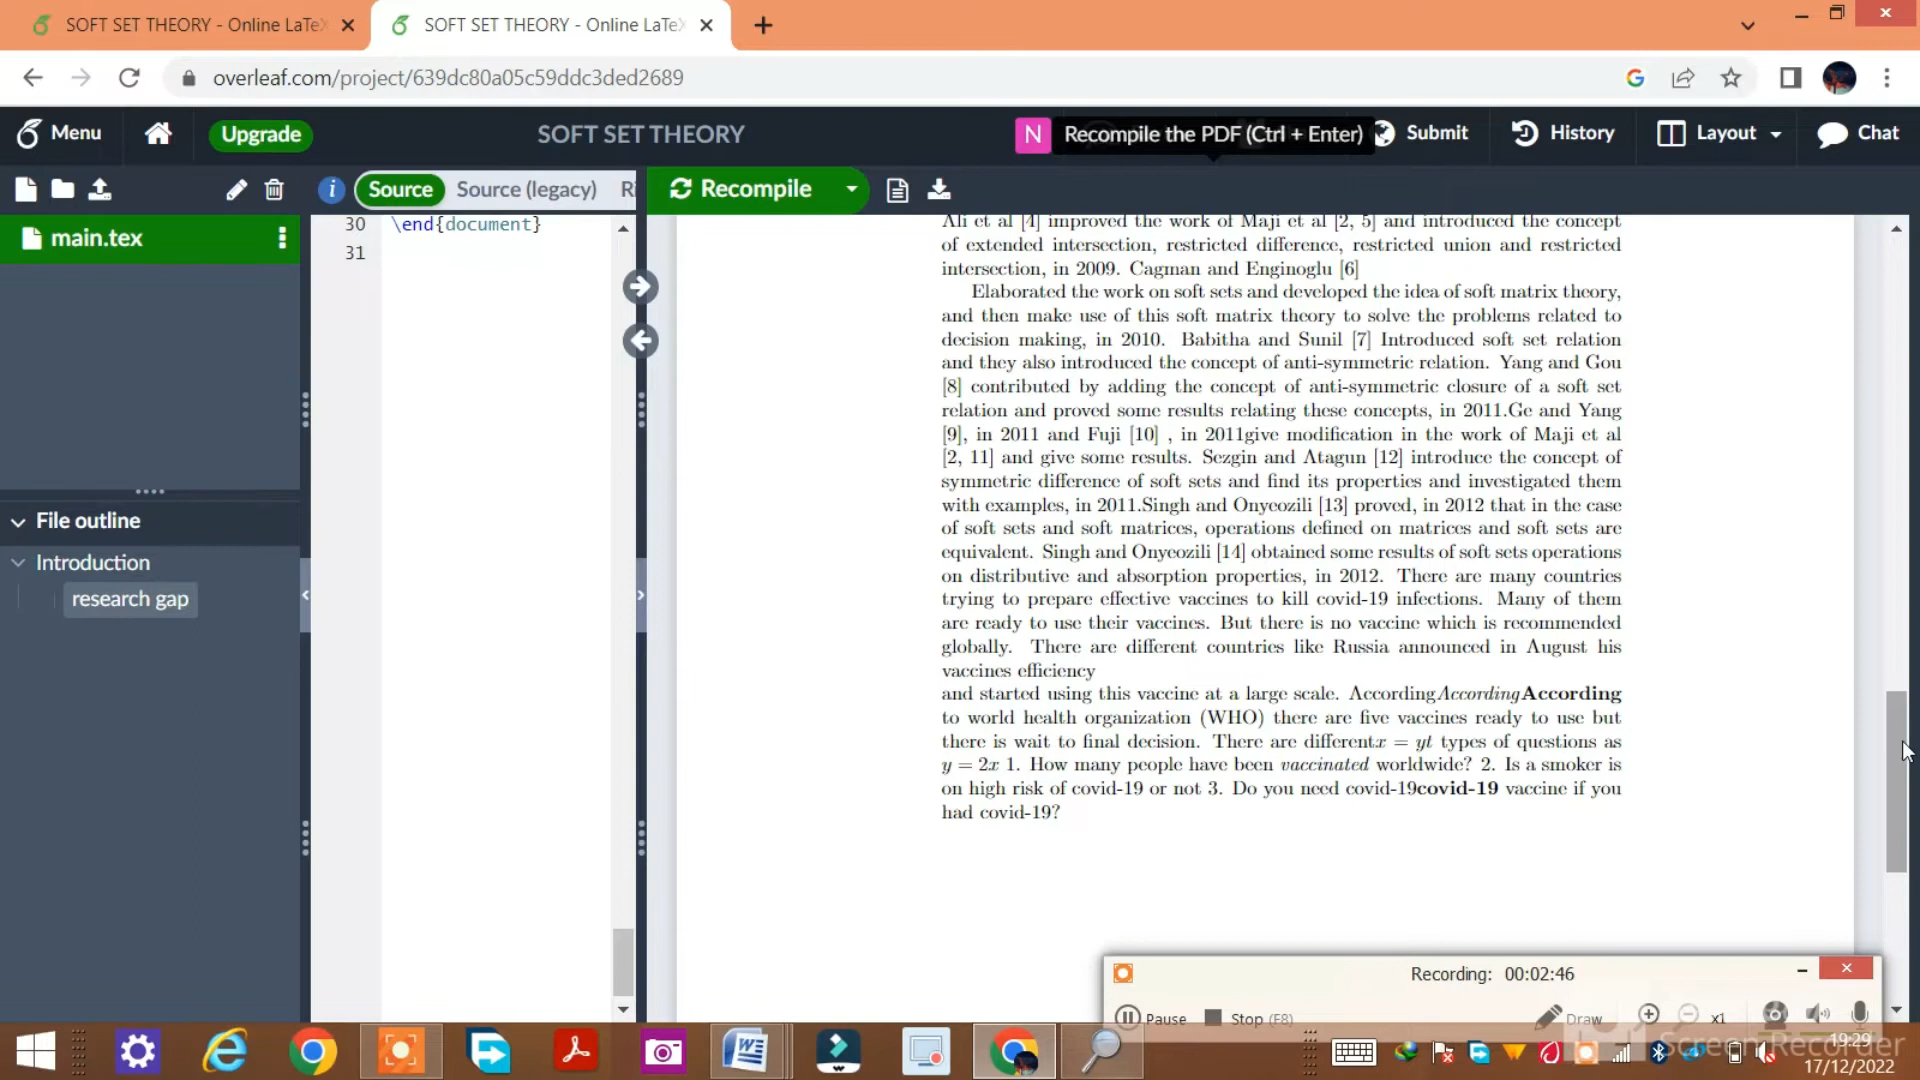 SOFT SET THEORY - Online LaTeX
SOFT SET THEORY - Online LaTeX
overleaf.com/project/639dc80a05c59ddc3ded2689
Menu
Upgrade
SOFT SET THEORY
N
Recompile the PDF (Ctrl + Enter)
Submit
History
Layout
Chat
Source
Source (legacy)
Ri
Recompile
main.tex
File outline
Introduction
research gap
30 \end{document}
31
Ali et al [4] improved the work of Maji et al [2, 5] and introduced the concept
of extended intersection, restricted difference, restricted union and restricted
intersection, in 2009. Cagman and Enginoglu [6]
Elaborated the work on soft sets and developed the idea of soft matrix theory,
and then make use of this soft matrix theory to solve the problems related to
decision making, in 2010. Babitha and Sunil [7] Introduced soft set relation
and they also introduced the concept of anti-symmetric relation. Yang and Gou
[8] contributed by adding the concept of anti-symmetric closure of a soft set
relation and proved some results relating these concepts, in 2011.Ge and Yang
[9], in 2011 and Fuji [10] , in 2011give modification in the work of Maji et al
[2, 11] and give some results. Sezgin and Atagun [12] introduce the concept of
symmetric difference of soft sets and find its properties and investigated them
with examples, in 2011.Singh and Onyeozili [13] proved, in 2012 that in the case
of soft sets and soft matrices, operations defined on matrices and soft sets are
equivalent. Singh and Onyeozili [14] obtained some results of soft sets operations
on distributive and absorption properties, in 2012. There are many countries
trying to prepare effective vaccines to kill covid-19 infections. Many of them
are ready to use their vaccines. But there is no vaccine which is recommended
globally. There are different countries like Russia announced in August his
vaccines efficiency
and started using this vaccine at a large scale. AccordingAccordingAccording
to world health organization (WHO) there are five vaccines ready to use but
there is wait to final decision. There are differentx = yt types of questions as
y = 2x 1. How many people have been vaccinated worldwide? 2. Is a smoker is
on high risk of covid-19 or not 3. Do you need covid-19covid-19 vaccine if you
had covid-19?
Recording: 00:02:46
Pause
Stop (F8)
Draw
x1
Screen Recorder
19:29
17/12/2022